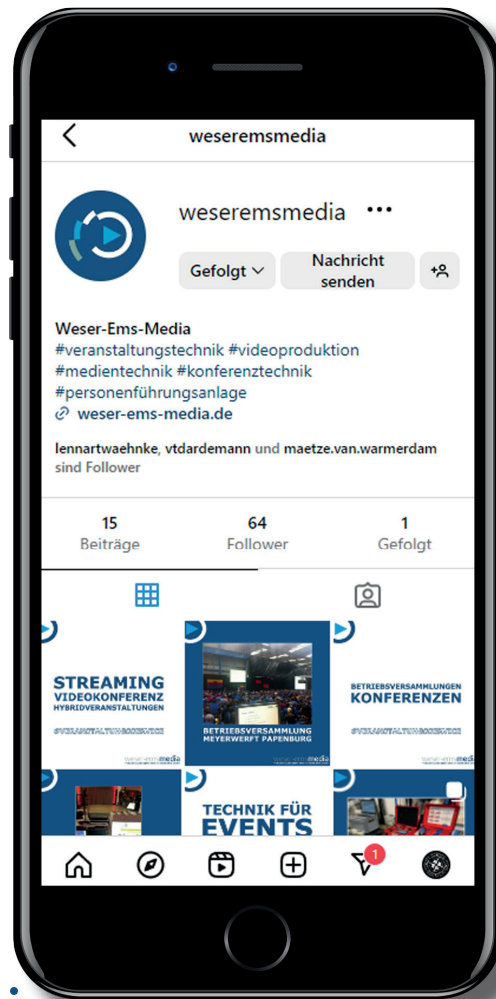 weseremsmedia
weseremsmedia •••
Gefolgt
Nachricht senden
Weser-Ems-Media
#veranstaltungstechnik #videoproduktion
#medientechnik #konferenztechnik
#personenführungsanlage
weser-ems-media.de
lennartwaehnke, vtdardemann und maetze.van.warmerdam
sind Follower
15 64 1
Beiträge Follower Gefolgt
STREAMING
VIDEOKONFERENZ
HYBRIDVERANSTALTUNGEN
BETRIEBSVERSAMMLUNG
MEYERWERFT PAPENBURG
BETRIEBSVERSAMMLUNGEN
KONFERENZEN
TECHNIK FÜR
EVENTS
1